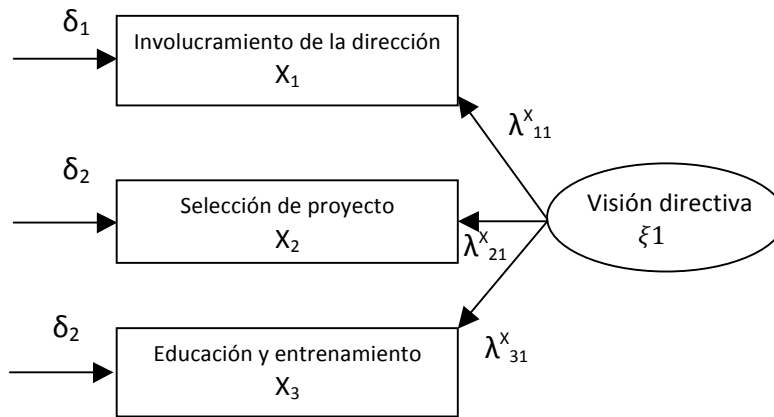 δ₁
Involucramiento de la dirección
X₁
λˣ₁₁
δ₂
Selección de proyecto
X₂
λˣ₂₁
Visión directiva
ξ1
δ₂
Educación y entrenamiento
X₃
λˣ₃₁